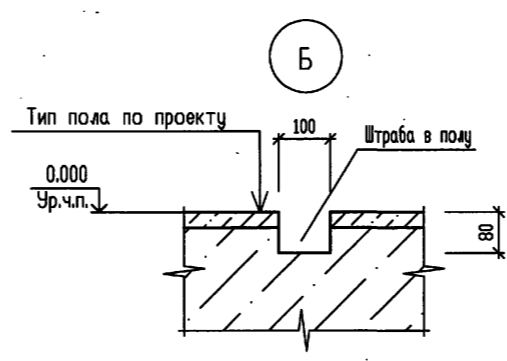 Б
Тип пола по проекту
100
Штраба в полу
0.000
Ур.ч.п.
80